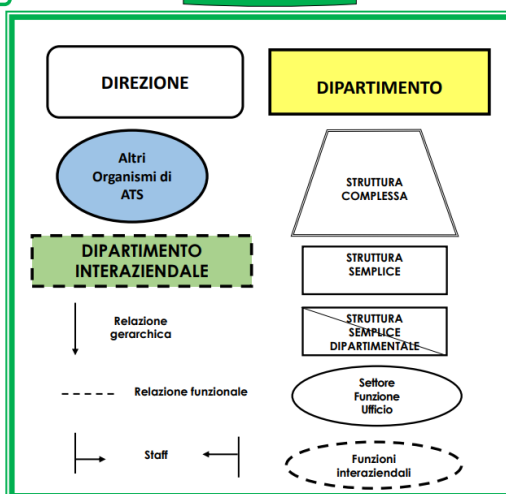 DIREZIONE
DIPARTIMENTO
Altri
Organismi di
ATS
STRUTTURA
COMPLESSA
DIPARTIMENTO
INTERAZIENDALE
STRUTTURA
SEMPLICE
Relazione
gerarchica
STRUTTURA
SEMPLICE
DIPARTIMENTALE
Relazione funzionale
Settore
Funzione
Ufficio
Staff
Funzioni
interaziendali